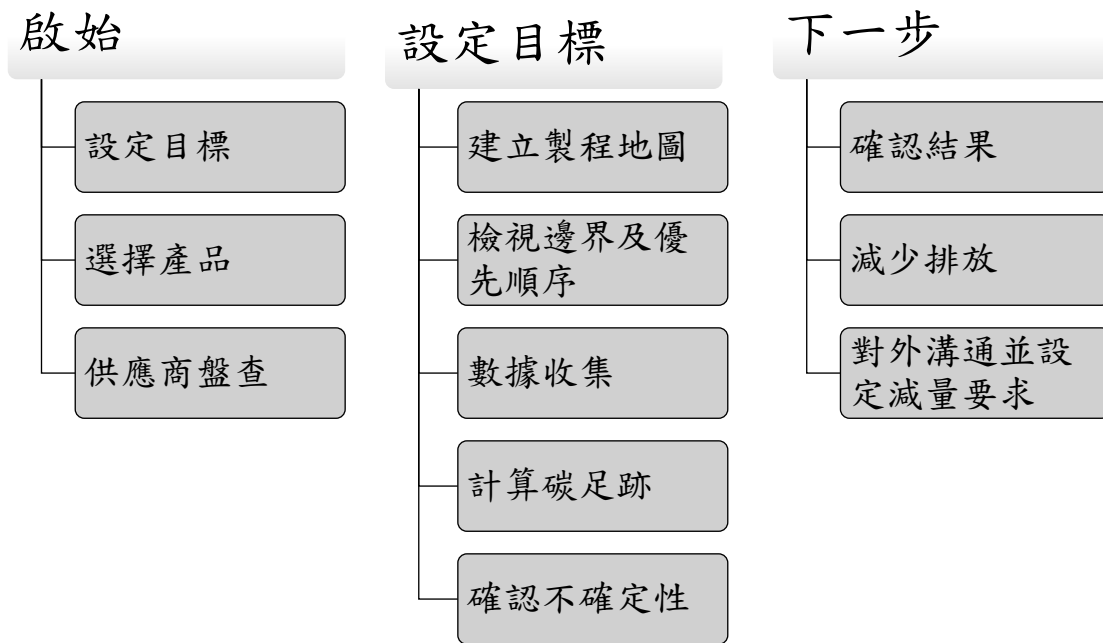 啟始
設定目標
選擇產品
供應商盤查
設定目標
建立製程地圖
檢視邊界及優
先順序
數據收集
計算碳足跡
確認不確定性
下一步
確認結果
減少排放
對外溝通並設
定減量要求